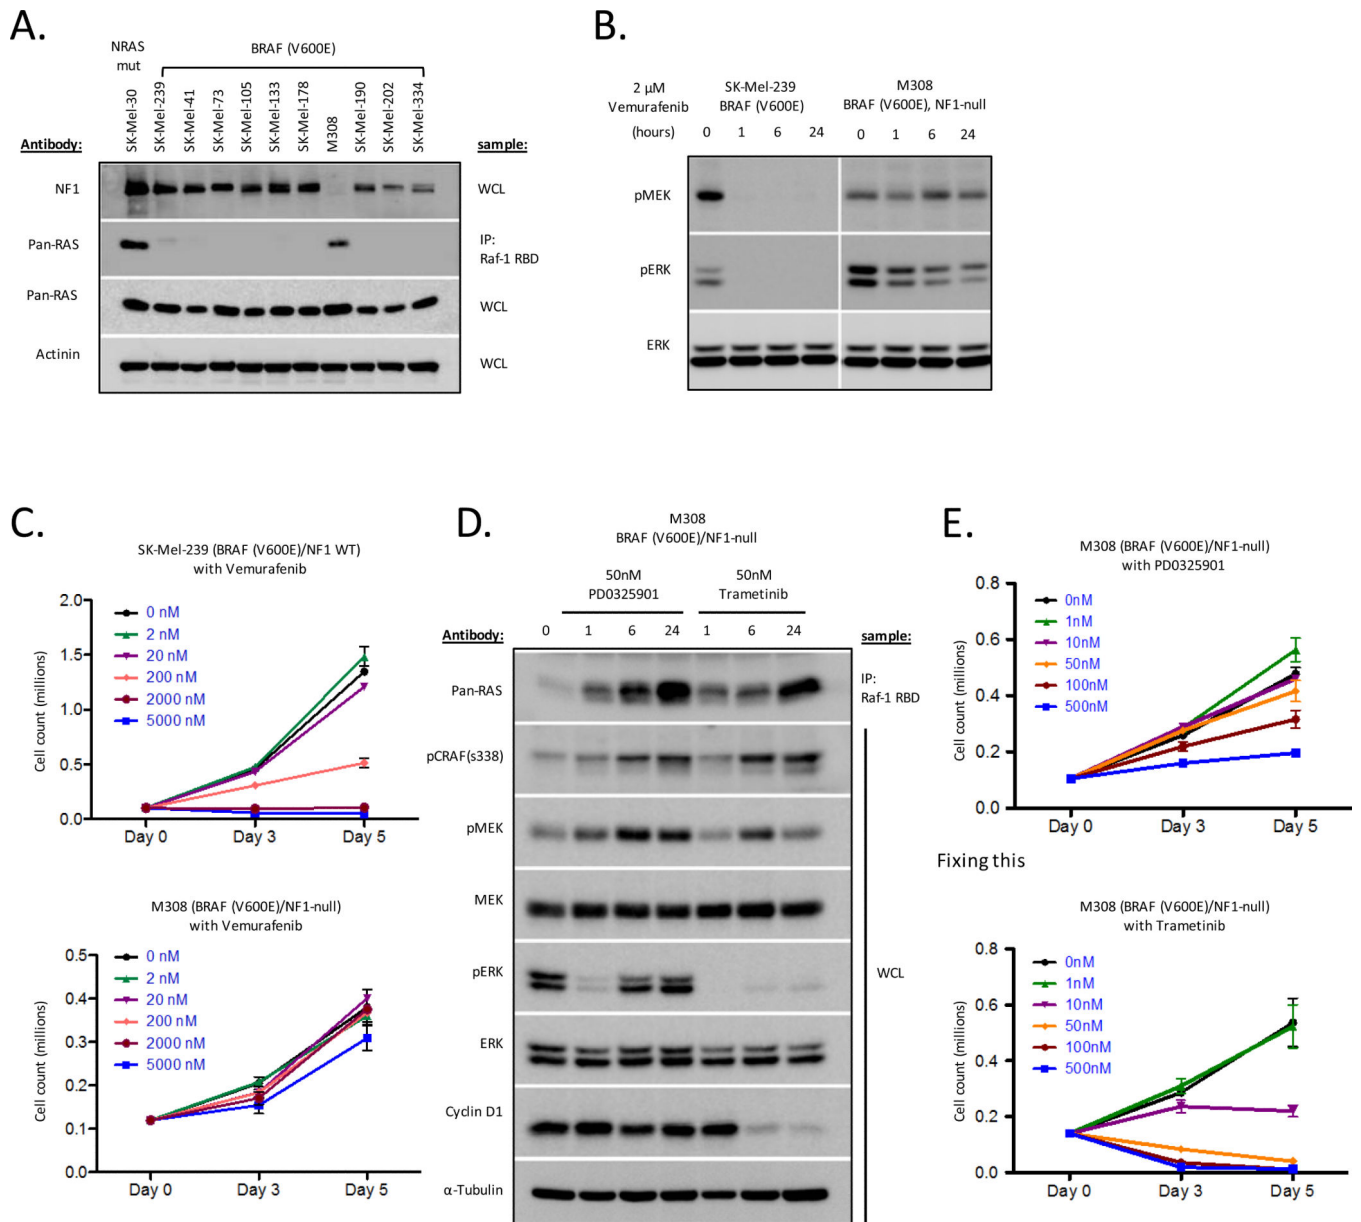 A.
NRAS
mut
BRAF (V600E)
SK-Mel-30
SK-Mel-239
SK-Mel-41
SK-Mel-73
SK-Mel-105
SK-Mel-133
SK-Mel-178
M308
SK-Mel-190
SK-Mel-202
SK-Mel-334
Antibody:
sample:
NF1
WCL
Pan-RAS
IP:
Raf-1 RBD
Pan-RAS
WCL
Actinin
WCL
B.
2 µM
Vemurafenib
(hours)
SK-Mel-239
BRAF (V600E)
M308
BRAF (V600E), NF1-null
0 1 6 24 0 1 6 24
pMEK
pERK
ERK
C.
SK-Mel-239 (BRAF (V600E)/NF1 WT)
with Vemurafenib
Cell count (millions)
2.0
1.5
1.0
0.5
0.0
0 nM
2 nM
20 nM
200 nM
2000 nM
5000 nM
Day 0 Day 3 Day 5
M308 (BRAF (V600E)/NF1-null)
with Vemurafenib
Cell count (millions)
0.5
0.4
0.3
0.2
0.1
0.0
0 nM
2 nM
20 nM
200 nM
2000 nM
5000 nM
Day 0 Day 3 Day 5
D.
M308
BRAF (V600E)/NF1-null
50nM
PD0325901
50nM
Trametinib
Antibody:
0 1 6 24 1 6 24
sample:
Pan-RAS
IP:
Raf-1 RBD
pCRAF(s338)
pMEK
MEK
pERK
WCL
ERK
Cyclin D1
α-Tubulin
E.
M308 (BRAF (V600E)/NF1-null)
with PD0325901
Cell count (millions)
0.8
0.6
0.4
0.2
0.0
0nM
1nM
10nM
50nM
100nM
500nM
Day 0 Day 3 Day 5
Fixing this
M308 (BRAF (V600E)/NF1-null)
with Trametinib
Cell count (millions)
0.8
0.6
0.4
0.2
0.0
0nM
1nM
10nM
50nM
100nM
500nM
Day 0 Day 3 Day 5